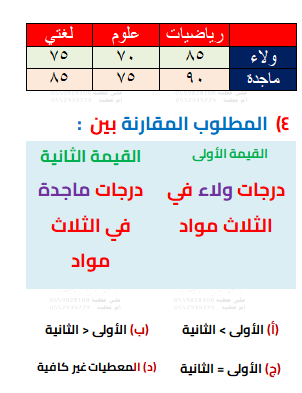 رياضيات علوم لغتي
ولاء ٨٥ ٧٠ ٧٥
ماجدة ٩٠ ٧٥ ٨٥
٤) المطلوب المقارنة بين :
القيمة الأولى القيمة الثانية
درجات ولاء في درجات ماجدة
الثلاث مواد في الثلاث
مواد
(أ) الأولى > الثانية (ب) الأولى < الثانية
(ج) الأولى = الثانية (د) المعطيات غير كافية